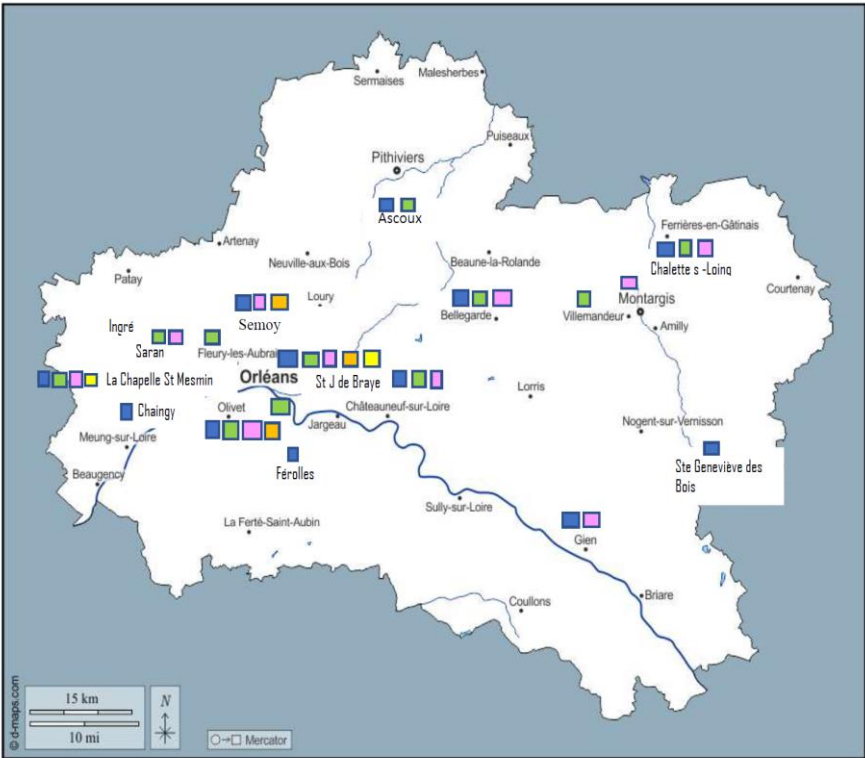 Sermaises
Malesherbes
Puiseaux
Pithiviers
Ascoux
Artenay
Neuville-aux-Bois
Beaune-la-Rolande
Ferrières-en-Gâtinais
Chalette s -Loing
Courtenay
Patay
Loury
Semoy
Bellegarde
Villemandeur
Montargis
Amilly
Ingré
Saran
Fleury-les-Aubrai
La Chapelle St Mesmin
Orléans
St J de Braye
Lorris
Chaingy
Olivet
Jargeau
Châteauneuf-sur-Loire
Nogent-sur-Vernisson
Meung-sur-Loire
Beaugency
Férolles
Ste Geneviève des
Bois
La Ferté-Saint-Aubin
Sully-sur-Loire
Gien
Briare
Coullons
15 km
10 mi
N
Mercator
© d-maps.com